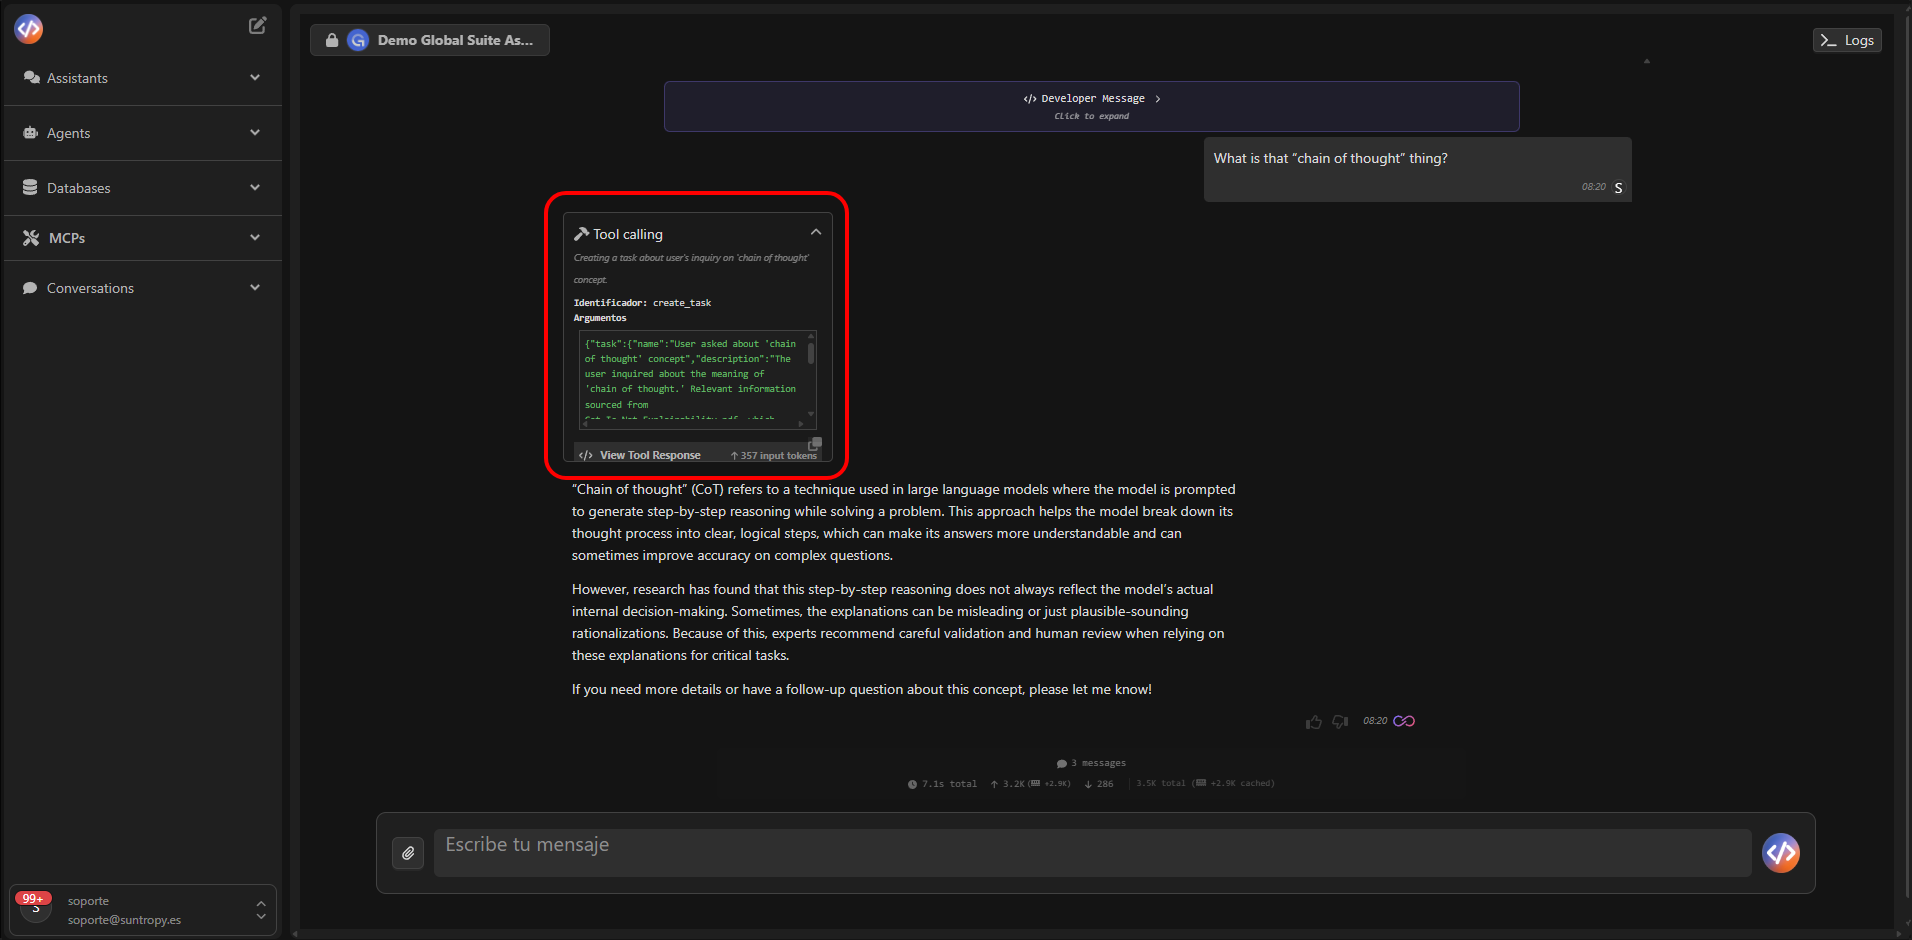 Assistants
Agents
Databases
MCPs
Conversations
99+
S
soporte
soporte@suntropy.es
Demo Global Suite As...
Logs
</> Developer Message >
Click to expand
What is that “chain of thought” thing?
08:20 S
Tool calling
Creating a task about user's inquiry on 'chain of thought'
concept.
Identificador: create_task
Argumentos
{"task":{"name":"User asked about 'chain
of thought' concept","description":"The
user inquired about the meaning of
'chain of thought.' Relevant information
sourced from
</> View Tool Response ↑ 357 input tokens
“Chain of thought” (CoT) refers to a technique used in large language models where the model is prompted
to generate step-by-step reasoning while solving a problem. This approach helps the model break down its
thought process into clear, logical steps, which can make its answers more understandable and can
sometimes improve accuracy on complex questions.
However, research has found that this step-by-step reasoning does not always reflect the model’s actual
internal decision-making. Sometimes, the explanations can be misleading or just plausible-sounding
rationalizations. Because of this, experts recommend careful validation and human review when relying on
these explanations for critical tasks.
If you need more details or have a follow-up question about this concept, please let me know!
08:20
3 messages
7.1s total ↑ 3.2K ( +2.9K) ↓ 286 3.5K total ( +2.9K cached)
Escribe tu mensaje